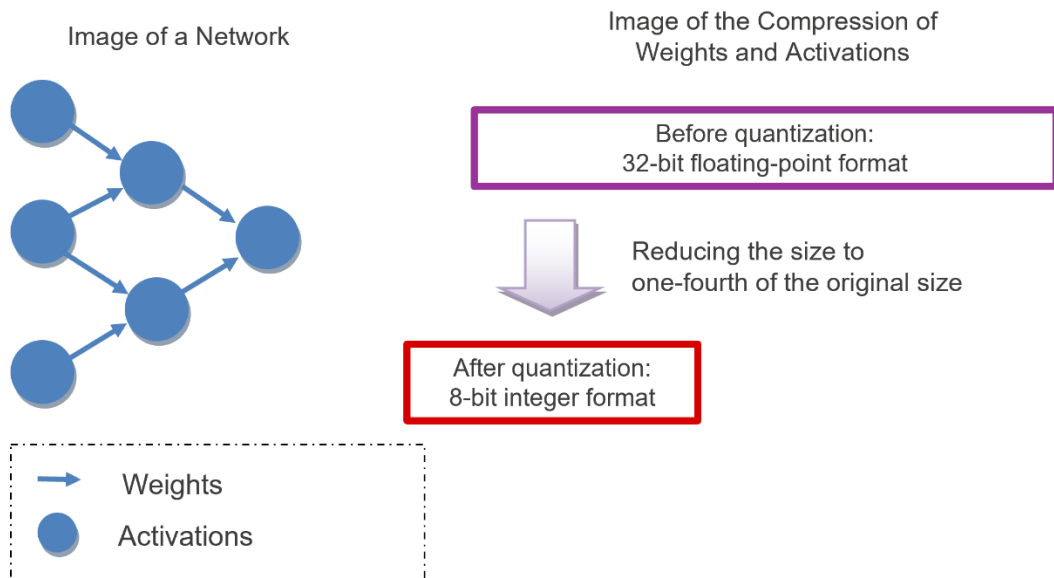 Image of a Network
Image of the Compression of
Weights and Activations
Before quantization:
32-bit floating-point format
Reducing the size to
one-fourth of the original size
After quantization:
8-bit integer format
Weights
Activations